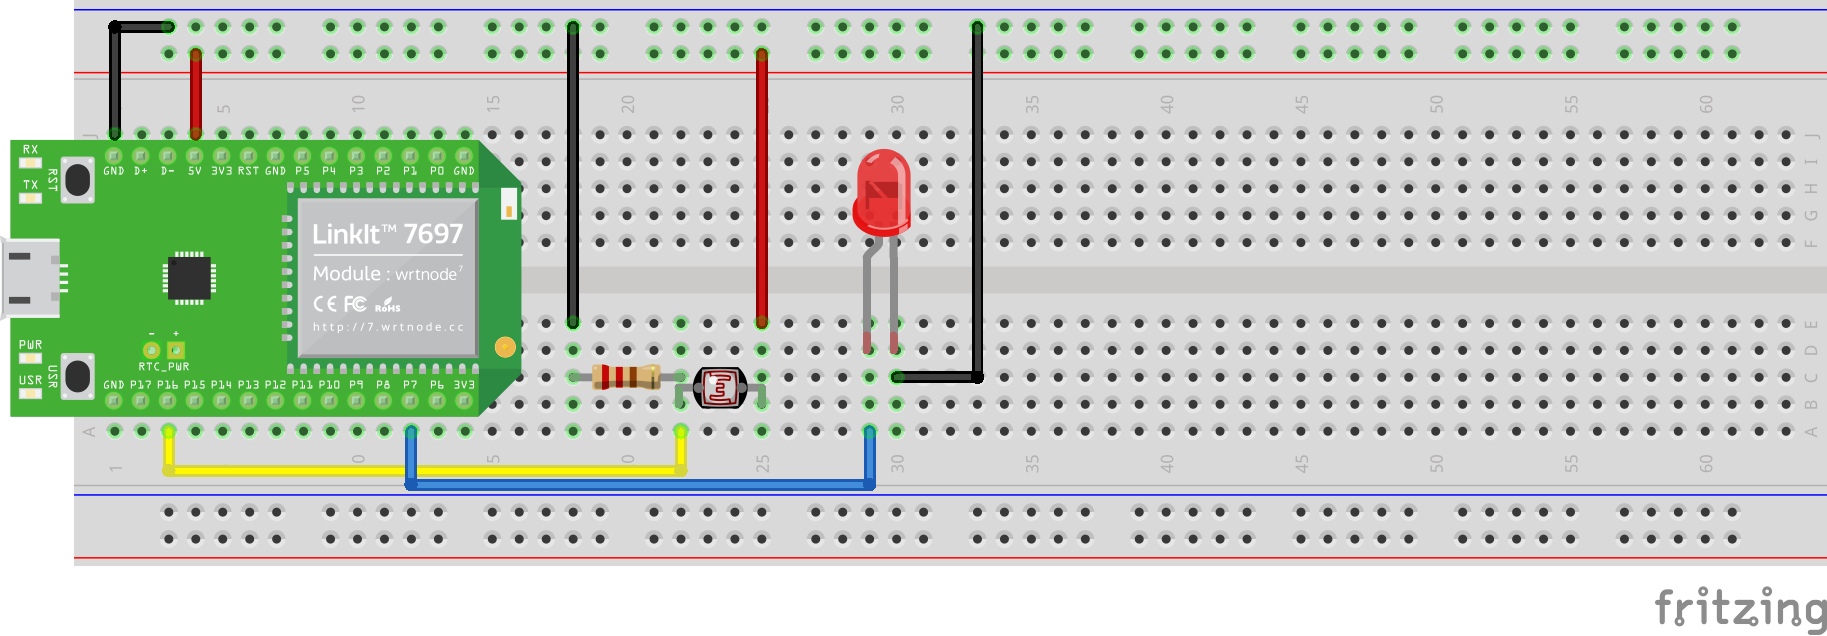 5 10 15 20 25 30 35 40 45 50 55 60
J J
I
H
G
F
RX
TX
RST
GND D+ D- 5V 3V3 RST GND P5 P4 P3 P2 P1 P0 GND
LinkIt™ 7697
Module : wrtnode7
CE FC RoHS
http://7.wrtnode.cc
- +
RTC_PWR
PWR
USR
USR
GND P17 P16 P15 P14 P13 P12 P11 P10 P9 P8 P7 P6 3V3
E
D
C
B
A A
1 0 5 0 25 30 35 40 45 50 55 60
fritzing